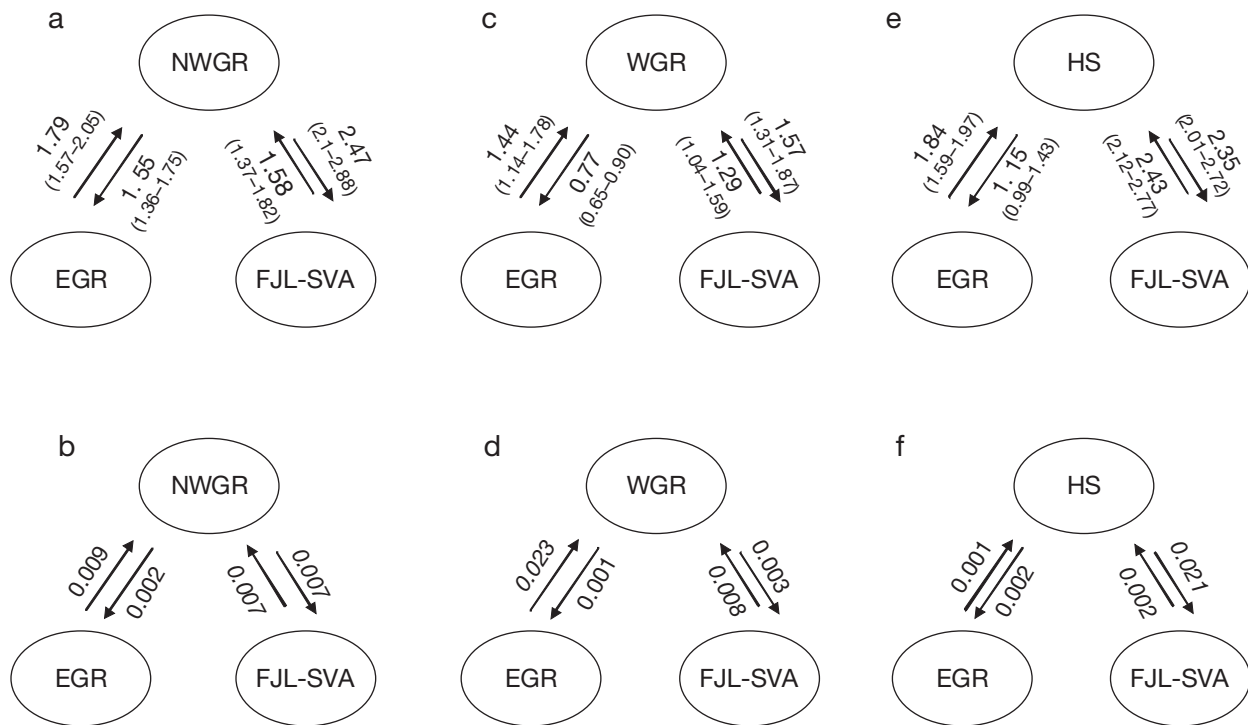 a
NWGR
1.79
(1.57–2.05)
1. 55
(1.36–1.75)
1.58
(1.37–1.82)
2.47
(2.1–2.88)
EGR
FJL-SVA
c
WGR
1.44
(1.14–1.78)
0.77
(0.65–0.90)
1.29
(1.04–1.59)
1.57
(1.31–1.87)
EGR
FJL-SVA
e
HS
1.84
(1.59–1.97)
1. 15
(0.99–1.43)
2.43
(2.12–2.77)
2.35
(2.01–2.72)
EGR
FJL-SVA
b
NWGR
0.009
0.002
0.007
0.007
EGR
FJL-SVA
d
WGR
0.023
0.001
0.008
0.003
EGR
FJL-SVA
f
HS
0.001
0.002
0.002
0.021
EGR
FJL-SVA